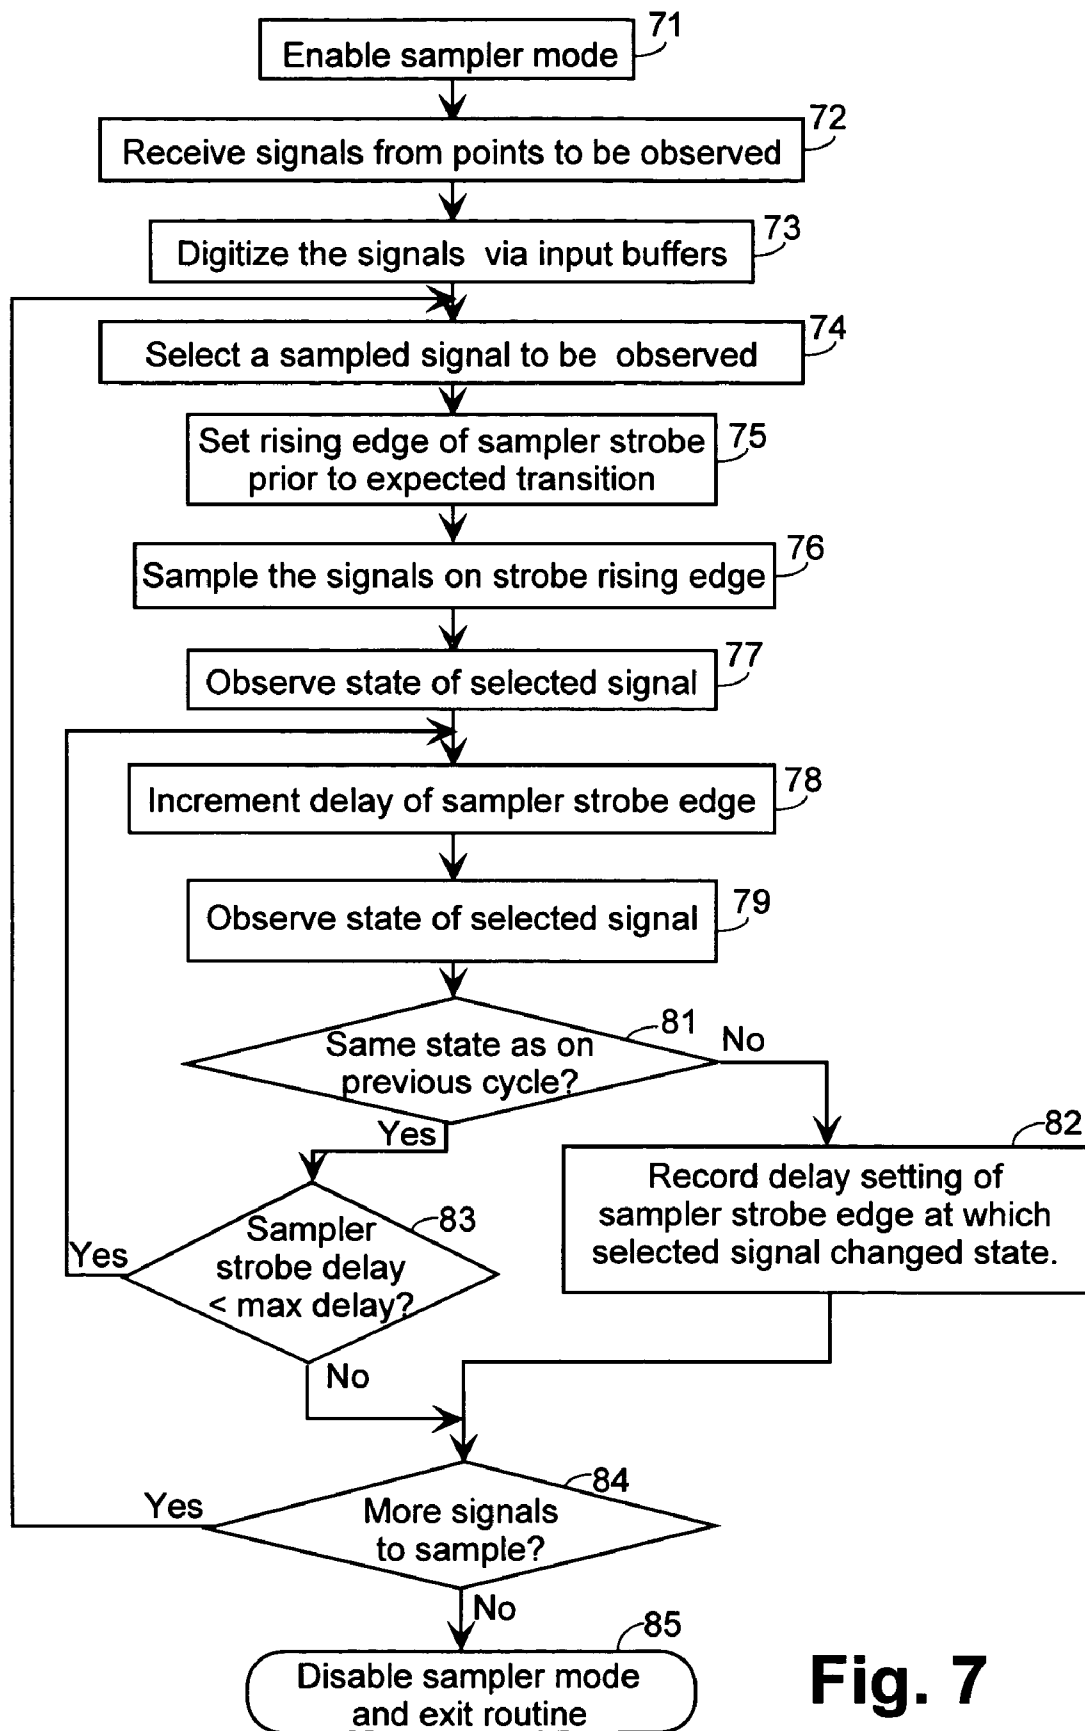 71
Enable sampler mode
72
Receive signals from points to be observed
73
Digitize the signals via input buffers
74
Select a sampled signal to be observed
75
Set rising edge of sampler strobe
prior to expected transition
76
Sample the signals on strobe rising edge
77
Observe state of selected signal
78
Increment delay of sampler strobe edge
79
Observe state of selected signal
81
Same state as on
previous cycle?
No
Yes
82
Record delay setting of
sampler strobe edge at which
selected signal changed state.
83
Sampler
strobe delay
< max delay?
Yes
No
84
More signals
to sample?
Yes
No
85
Disable sampler mode
and exit routine
Fig. 7